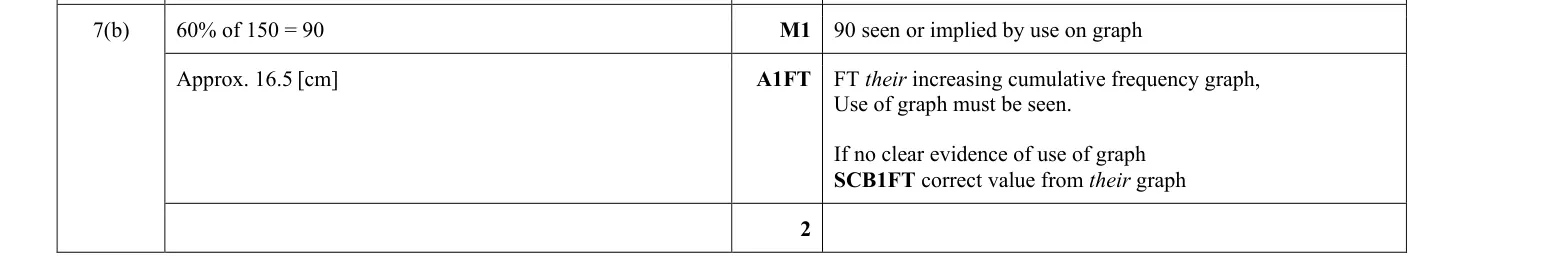 7(b) 60% of 150 = 90 M1 90 seen or implied by use on graph
Approx. 16.5 [cm] A1FT FT their increasing cumulative frequency graph,
Use of graph must be seen.
If no clear evidence of use of graph
SCB1FT correct value from their graph
2